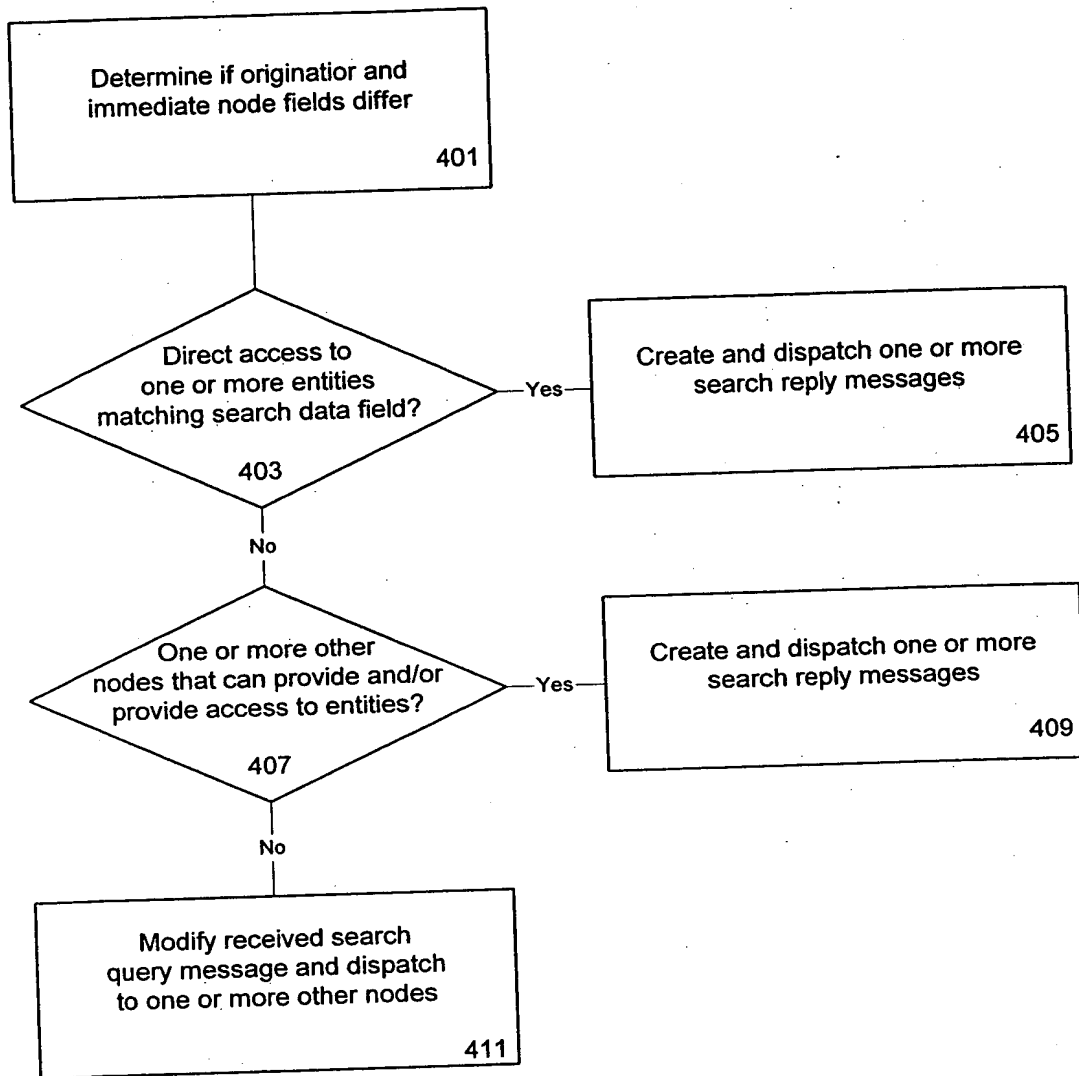 Determine if originatior and
immediate node fields differ
401
Direct access to
one or more entities
matching search data field?
403
Yes
Create and dispatch one or more
search reply messages
405
No
One or more other
nodes that can provide and/or
provide access to entities?
407
Yes
Create and dispatch one or more
search reply messages
409
No
Modify received search
query message and dispatch
to one or more other nodes
411